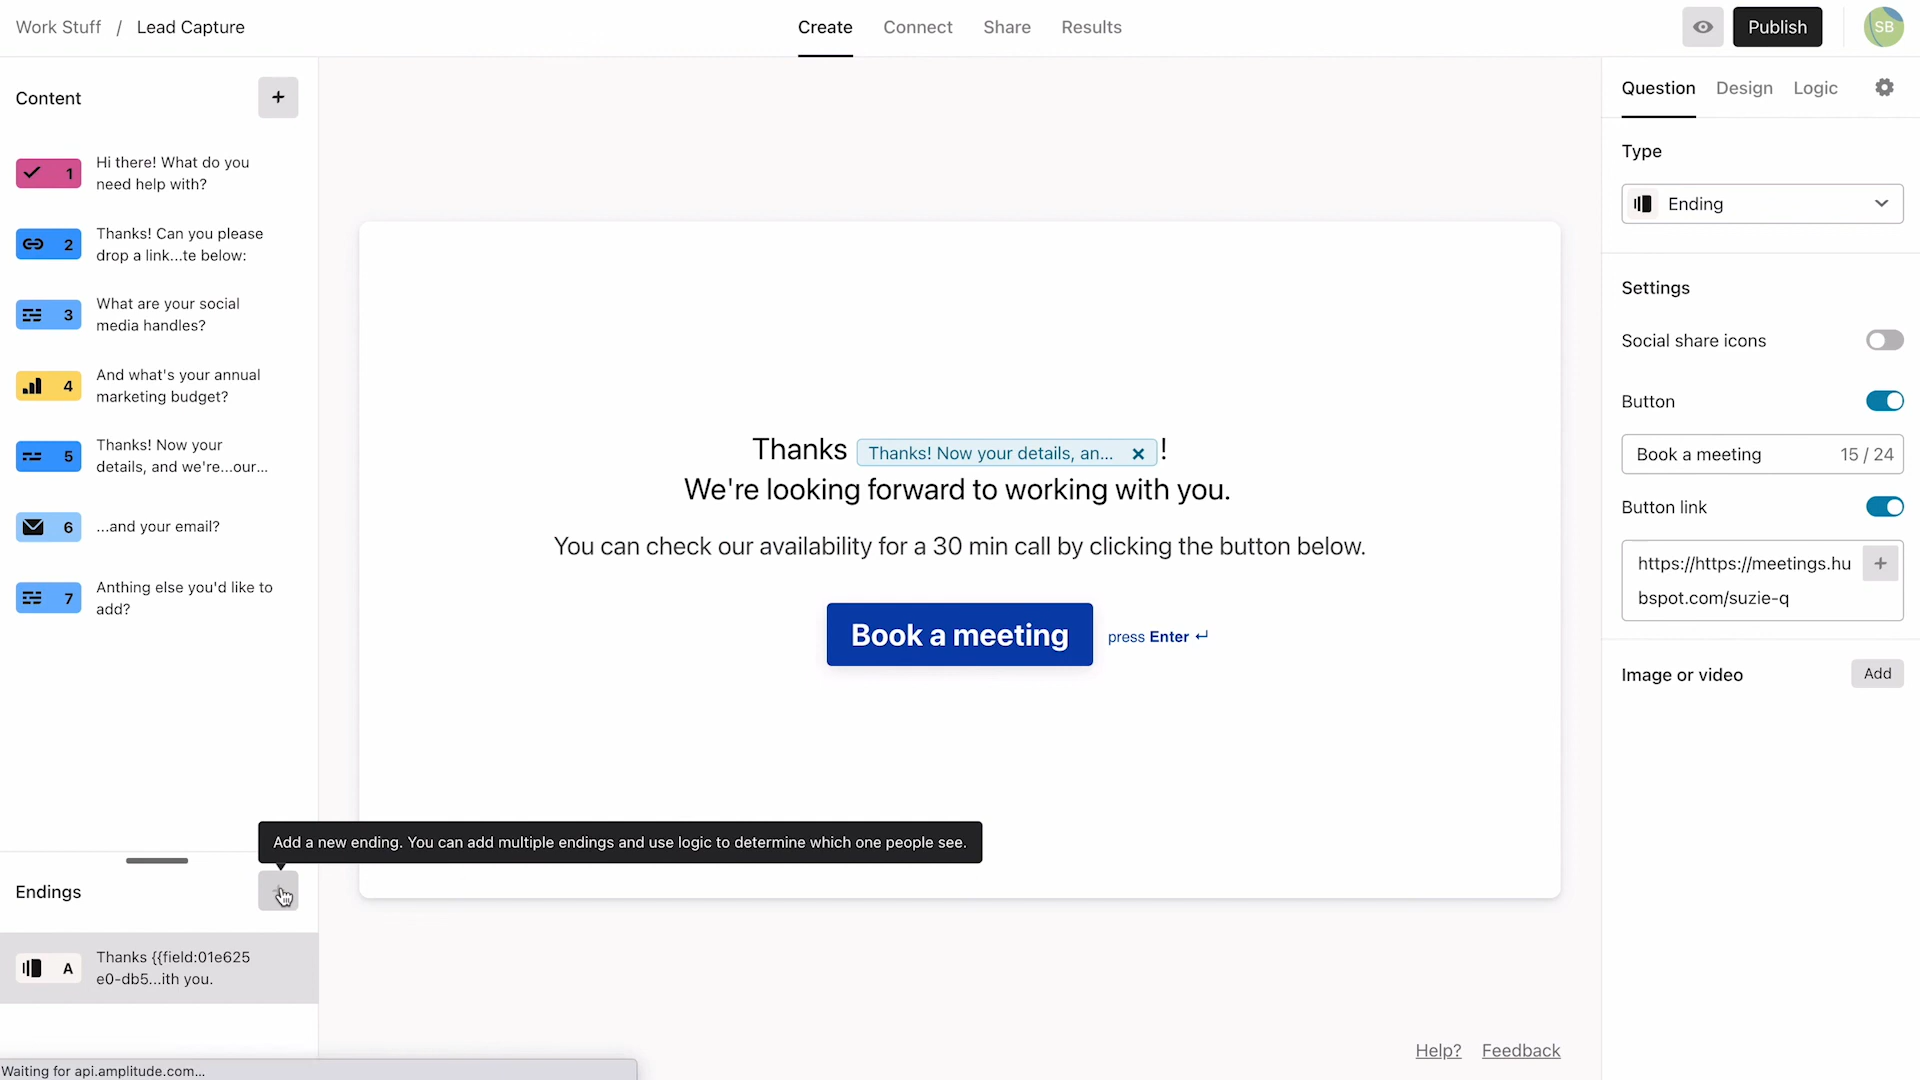 Work Stuff / Lead Capture
Create
Connect
Share
Results
Publish
SB
Content
+
1
Hi there! What do you
need help with?
2
Thanks! Can you please
drop a link...te below:
3
What are your social
media handles?
4
And what's your annual
marketing budget?
5
Thanks! Now your
details, and we're...our...
6
...and your email?
7
Anthing else you'd like to
add?
Thanks Thanks! Now your details, an... × !
We're looking forward to working with you.
You can check our availability for a 30 min call by clicking the button below.
Book a meeting
press Enter ↵
Add a new ending. You can add multiple endings and use logic to determine which one people see.
Endings
A
Thanks {{field:01e625
e0-db5...ith you.
Question
Design
Logic
Type
Ending
Settings
Social share icons
Button
Book a meeting 15 / 24
Button link
https://https://meetings.hu
bspot.com/suzie-q
+
Image or video
Add
Help?
Feedback
Waiting for api.amplitude.com...